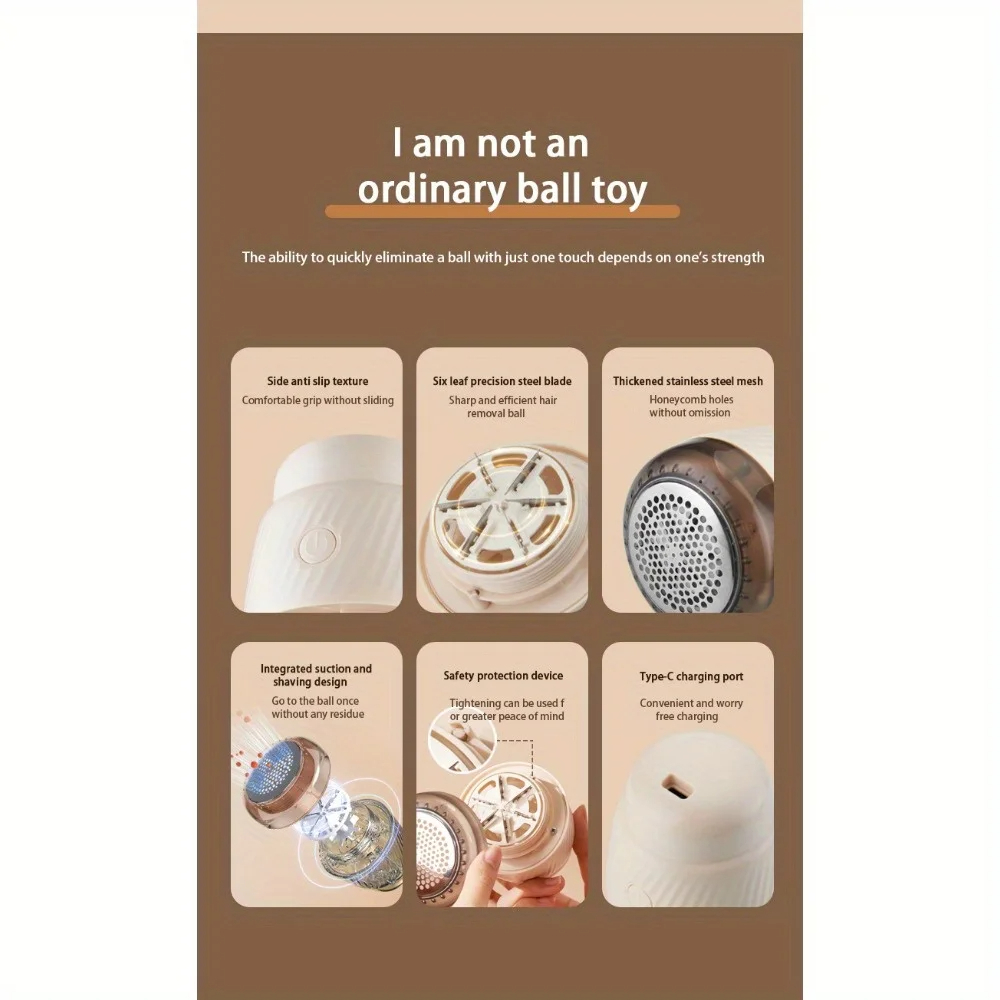 I am not an
ordinary ball toy
The ability to quickly eliminate a ball with just one touch depends on one's strength
Side anti slip texture
Comfortable grip without sliding
Six leaf precision steel blade
Sharp and efficient hair
removal ball
Thickened stainless steel mesh
Honeycomb holes
without omission
Integrated suction and
shaving design
Go to the ball once
without any residue
Safety protection device
Tightening can be used f
or greater peace of mind
Type-C charging port
Convenient and worry
free charging